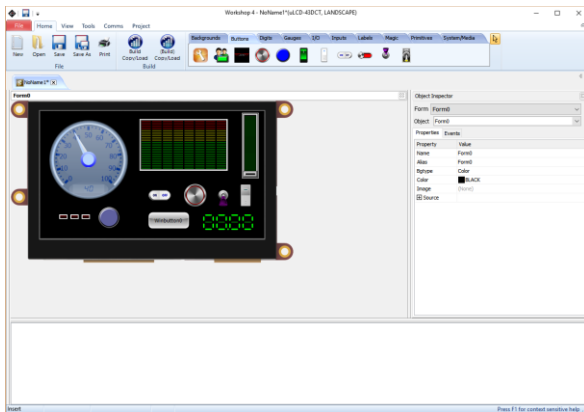 Workshop 4 - NoName1*(uLCD-43DCT, LANDSCAPE)
File Home View Tools Comms Project
New Open Save Save As Print
Build Copy/Load (Build) Copy/Load
File Build
Backgrounds Buttons Digits Gauges I/O Inputs Labels Magic Primitives System/Media
NoName1*
Form0
Winbutton0
Object Inspector
Form Form0
Object Form0
Properties Events
Property Value
Name Form0
Alias Form0
Bgtype Color
Color BLACK
Image (None)
Source
Insert
Press F1 for context sensitive help